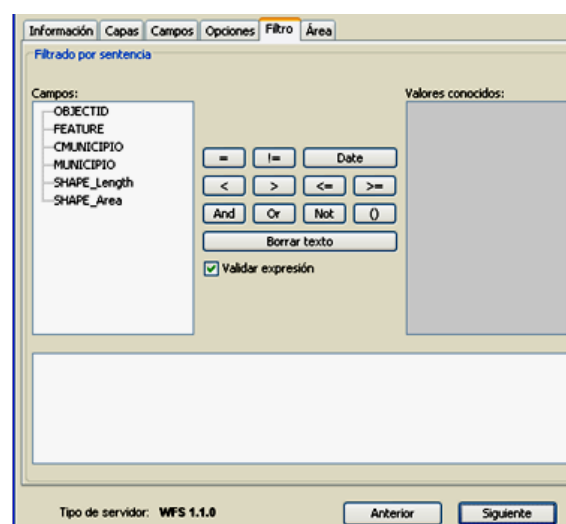 Información Capas Campos Opciones Filtro Área
Filtrado por sentencia
Campos: Valores conocidos:
OBJECTID
FEATURE
CMUNICIPIO
MUNICIPIO
SHAPE_Length
SHAPE_Area
= != Date
< > <= >=
And Or Not ()
Borrar texto
Validar expresión
Tipo de servidor: WFS 1.1.0 Anterior Siguiente